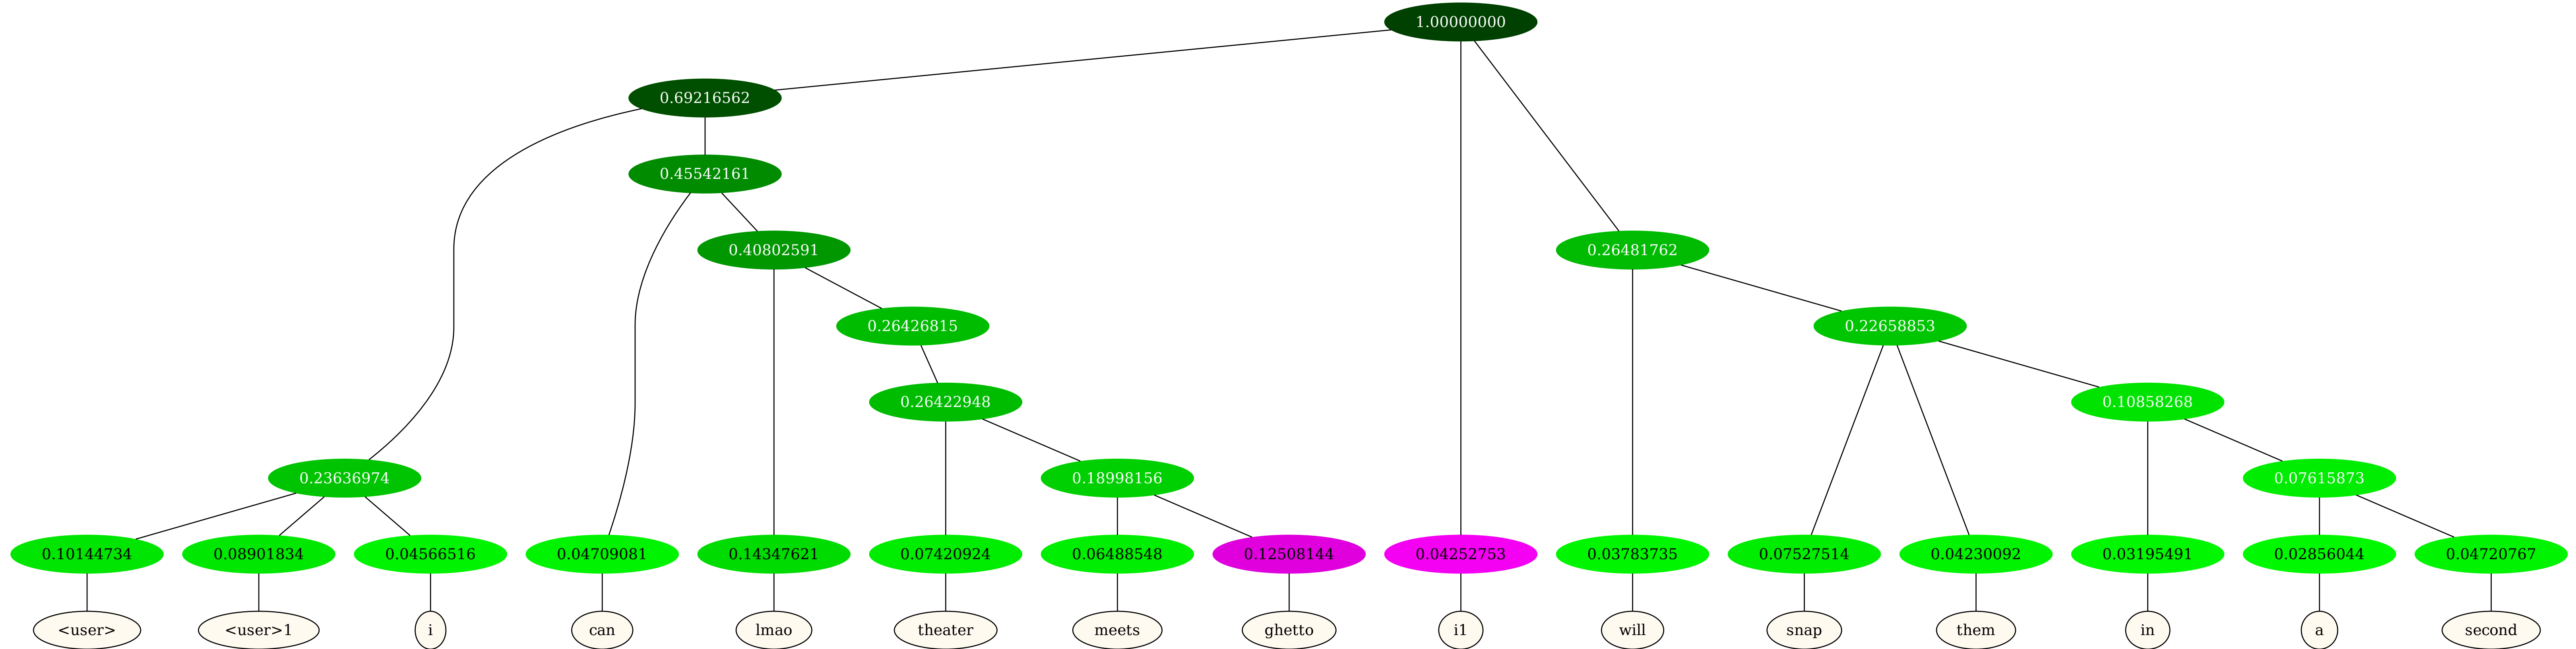 1.00000000
0.69216562
0.45542161
0.40802591 0.26481762
0.26426815 0.22658853
0.26422948 0.10858268
0.23636974 0.18998156 0.07615873
0.10144734 0.08901834 0.04566516 0.04709081 0.14347621 0.07420924 0.06488548 0.12508144 0.04252753 0.03783735 0.07527514 0.04230092 0.03195491 0.02856044 0.04720767
<user> <user>1 i can lmao theater meets ghetto i1 will snap them in a second